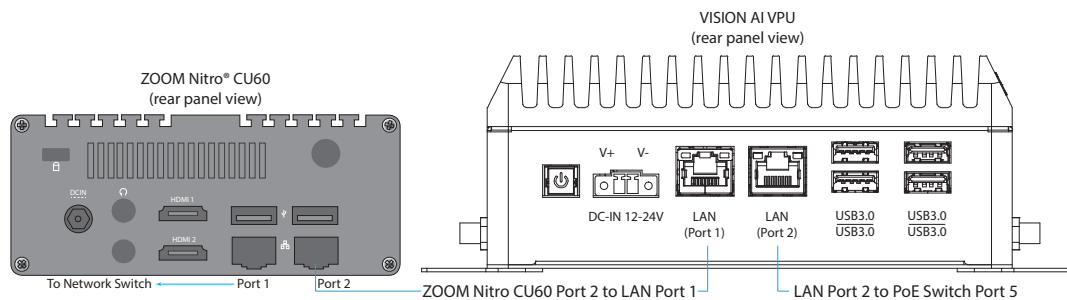 VISION AI VPU
(rear panel view)
ZOOM Nitro® CU60
(rear panel view)
DCIN
HDMI 1
HDMI 2
To Network Switch
Port 1
Port 2
V+ V-
DC-IN 12-24V
LAN
(Port 1)
LAN
(Port 2)
USB3.0
USB3.0
USB3.0
USB3.0
ZOOM Nitro CU60 Port 2 to LAN Port 1
LAN Port 2 to PoE Switch Port 5